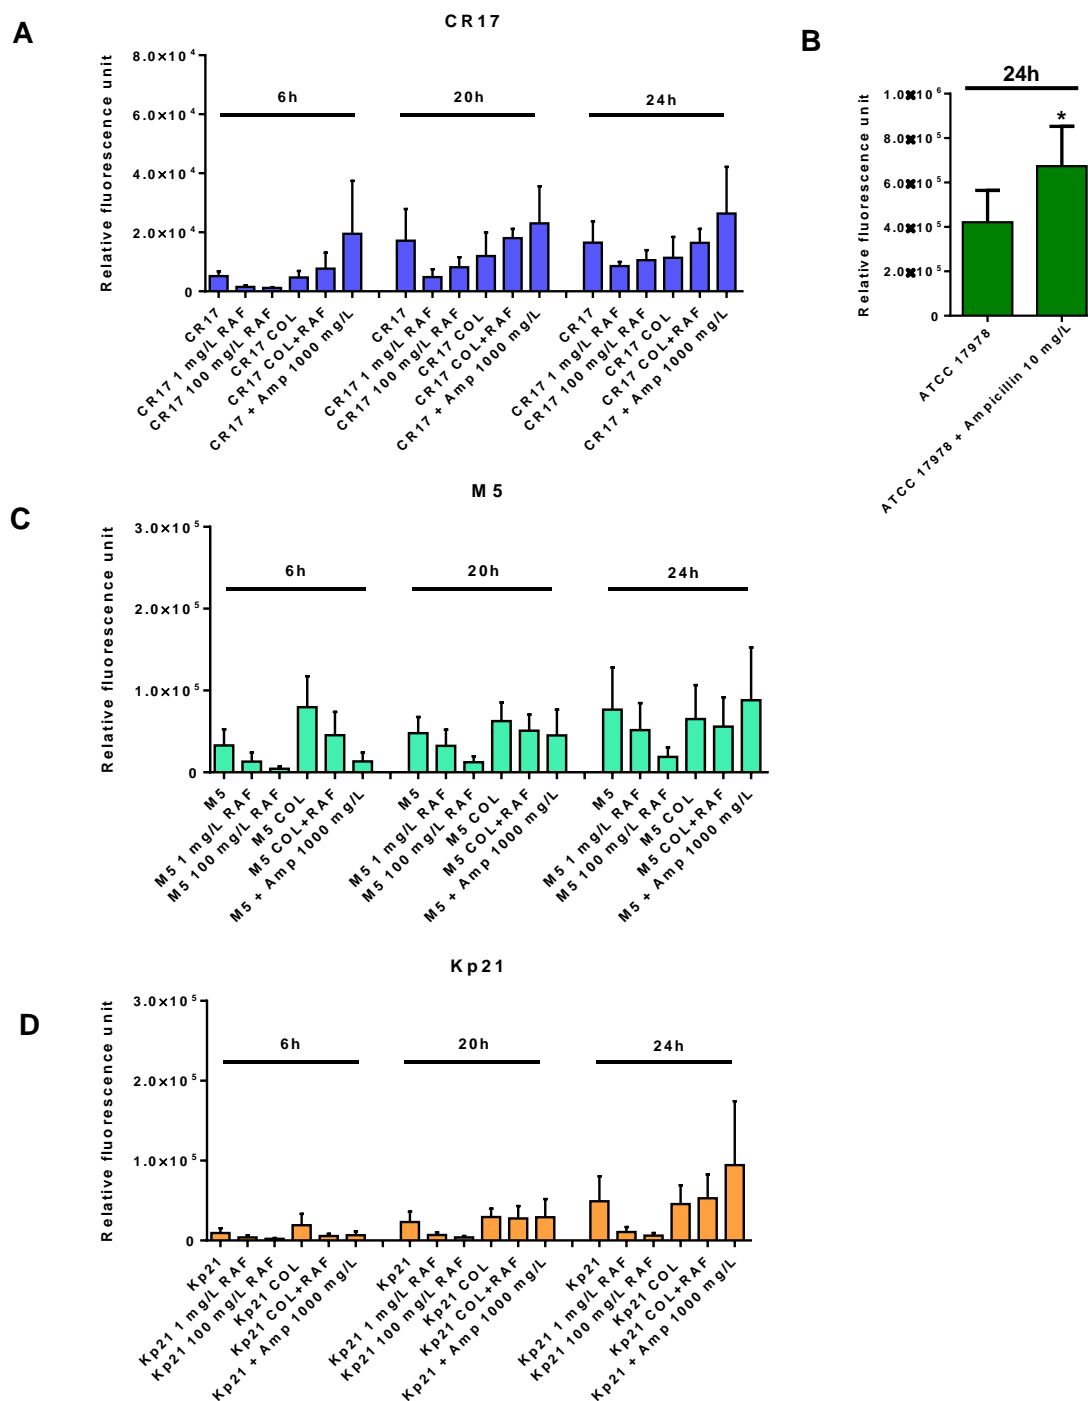 A
CR17
Relative fluorescence unit
8.0×10⁴
6.0×10⁴
4.0×10⁴
2.0×10⁴
0
6h
20h
24h
CR17
CR17 1 mg/L RAF
CR17 100 mg/L RAF
CR17 COL
CR17 COL+RAF
CR17 + Amp 1000 mg/L
CR17
CR17 1 mg/L RAF
CR17 100 mg/L RAF
CR17 COL
CR17 COL+RAF
CR17 + Amp 1000 mg/L
CR17
CR17 1 mg/L RAF
CR17 100 mg/L RAF
CR17 COL
CR17 COL+RAF
CR17 + Amp 1000 mg/L
B
24h
Relative fluorescence unit
1.0×10⁶
8.0×10⁵
6.0×10⁵
4.0×10⁵
2.0×10⁵
0
*
ATCC 17978
ATCC 17978 + Ampicillin 10 mg/L
C
M5
Relative fluorescence unit
3.0×10⁵
2.0×10⁵
1.0×10⁵
0
6h
20h
24h
M5
M5 1 mg/L RAF
M5 100 mg/L RAF
M5 COL
M5 COL+RAF
M5 + Amp 1000 mg/L
M5
M5 1 mg/L RAF
M5 100 mg/L RAF
M5 COL
M5 COL+RAF
M5 + Amp 1000 mg/L
M5
M5 1 mg/L RAF
M5 100 mg/L RAF
M5 COL
M5 COL+RAF
M5 + Amp 1000 mg/L
D
Kp21
Relative fluorescence unit
3.0×10⁵
2.0×10⁵
1.0×10⁵
0
6h
20h
24h
Kp21
Kp21 1 mg/L RAF
Kp21 100 mg/L RAF
Kp21 COL
Kp21 COL+RAF
Kp21 + Amp 1000 mg/L
Kp21
Kp21 1 mg/L RAF
Kp21 100 mg/L RAF
Kp21 COL
Kp21 COL+RAF
Kp21 + Amp 1000 mg/L
Kp21
Kp21 1 mg/L RAF
Kp21 100 mg/L RAF
Kp21 COL
Kp21 COL+RAF
Kp21 + Amp 1000 mg/L